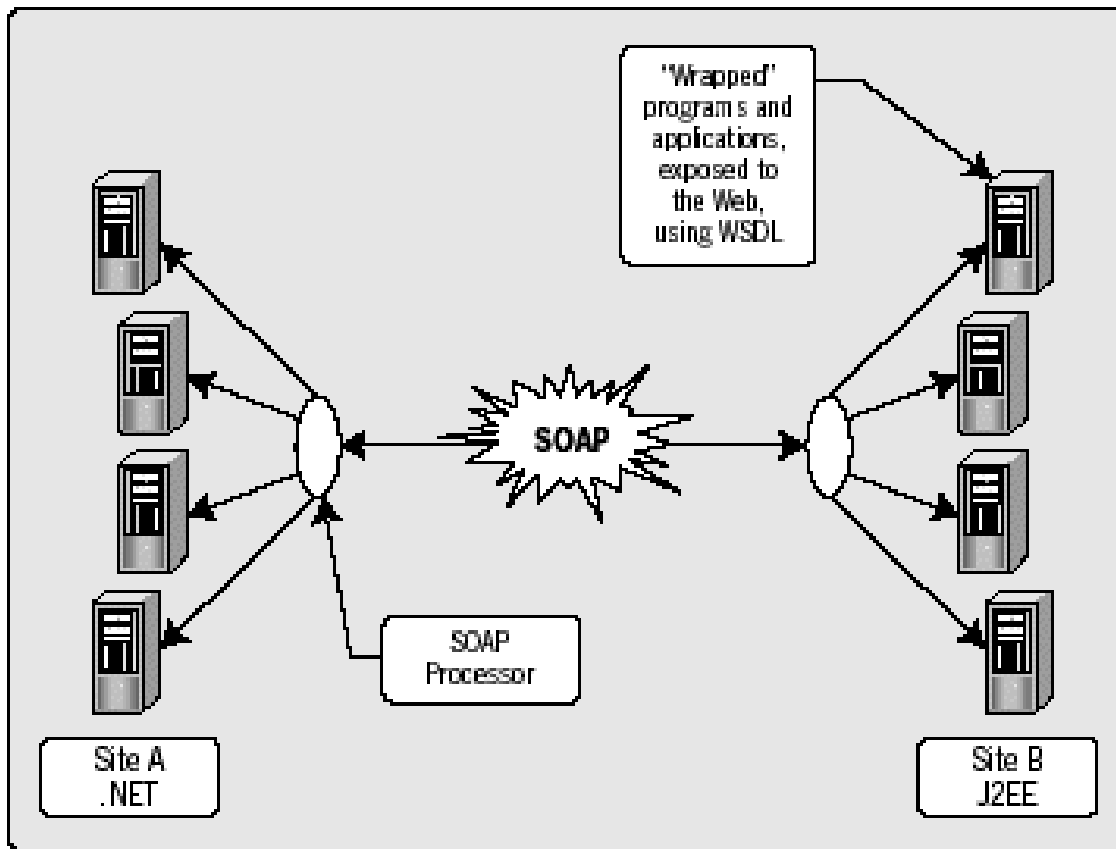 "Wrapped"
programs and
applications,
exposed to
the Web,
using WSDL
SOAP
SOAP
Processor
Site A
.NET
Site B
J2EE